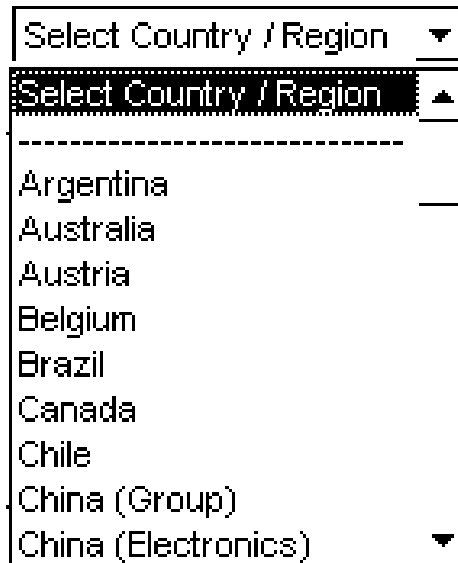 Select Country / Region
Select Country / Region
------------------------------
Argentina
Australia
Austria
Belgium
Brazil
Canada
Chile
China (Group)
China (Electronics)